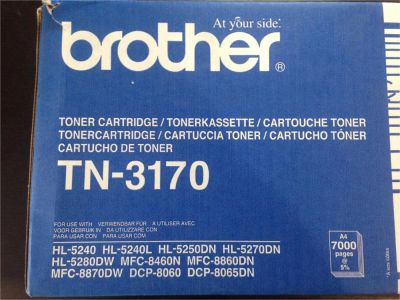 At your side.
brother®
TONER CARTRIDGE / TONERKASSETTE / CARTOUCHE TONER
TONERCARTRIDGE / CARTUCCIA TONER / CARTUCHO TÓNER
CARTUCHO DE TONER
TN-3170
FOR USE WITH VERWENDBAR FÜR A UTILISER AVEC
VOOR GEBRUIK IN DA UTILIZZARE CON
PARA USAR CON PARA USAR COM
HL-5240 HL-5240L HL-5250DN HL-5270DN
HL-5280DW MFC-8460N MFC-8860DN
MFC-8870DW DCP-8060 DCP-8065DN
A4
7000
pages
@
5%